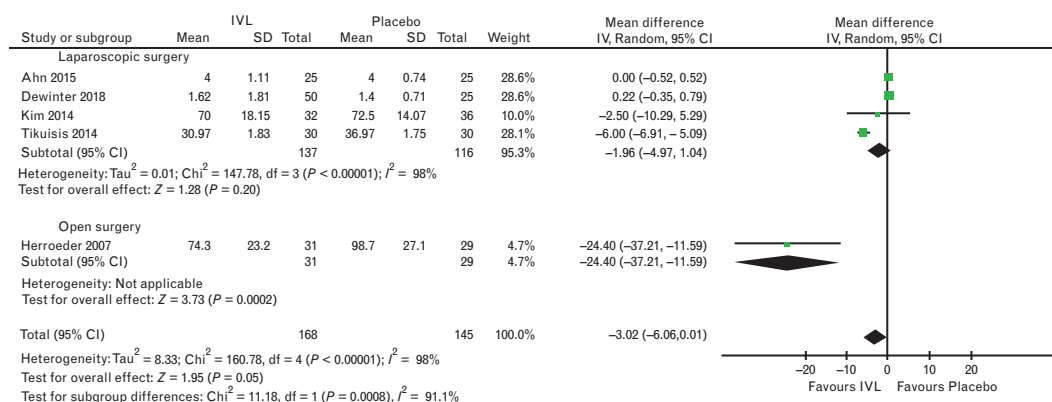 IVL Placebo Mean difference Mean difference
Study or subgroup Mean SD Total Mean SD Total Weight IV, Random, 95% CI IV, Random, 95% CI
Laparoscopic surgery
Ahn 2015 4 1.11 25 4 0.74 25 28.6% 0.00 (−0.52, 0.52)
Dewinter 2018 1.62 1.81 50 1.4 0.71 25 28.6% 0.22 (−0.35, 0.79)
Kim 2014 70 18.15 32 72.5 14.07 36 10.0% −2.50 (−10.29, 5.29)
Tikuisis 2014 30.97 1.83 30 36.97 1.75 30 28.1% −6.00 (−6.91, − 5.09)
Subtotal (95% CI) 137 116 95.3% −1.96 (−4.97, 1.04)
Heterogeneity: Tau² = 0.01; Chi² = 147.78, df = 3 (P < 0.00001); I² = 98%
Test for overall effect: Z = 1.28 (P = 0.20)
Open surgery
Herroeder 2007 74.3 23.2 31 98.7 27.1 29 4.7% −24.40 (−37.21, −11.59)
Subtotal (95% CI) 31 29 4.7% −24.40 (−37.21, −11.59)
Heterogeneity: Not applicable
Test for overall effect: Z = 3.73 (P = 0.0002)
Total (95% CI) 168 145 100.0% −3.02 (−6.06,0.01)
Heterogeneity: Tau² = 8.33; Chi² = 160.78, df = 4 (P < 0.00001); I² = 98%
Test for overall effect: Z = 1.95 (P = 0.05)
Test for subgroup differences: Chi² = 11.18, df = 1 (P = 0.0008), I² = 91.1%
−20 −10 0 10 20
Favours IVL Favours Placebo